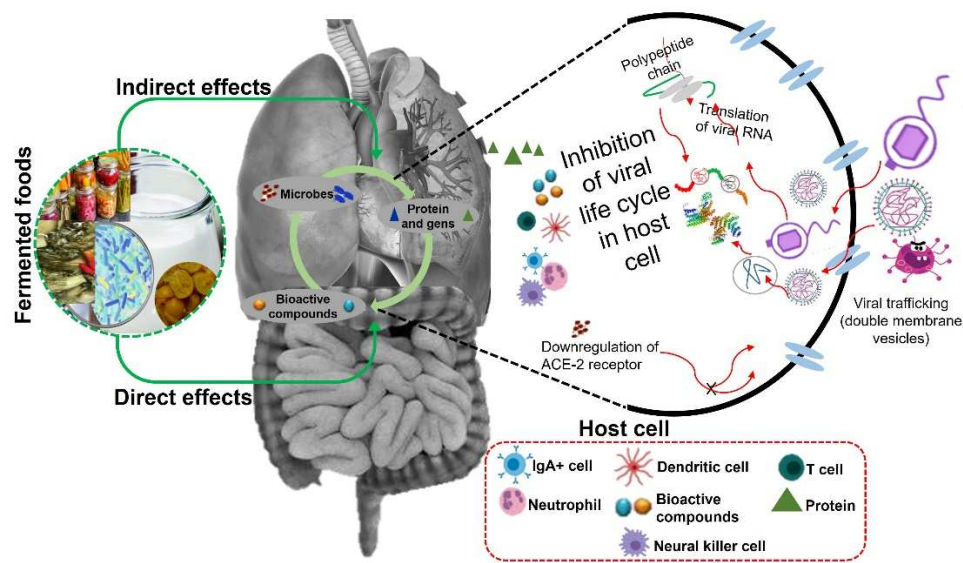 Fermented foods
Indirect effects
Direct effects
Microbes
Protein
and gens
Bioactive
compounds
Polypeptide
chain
Translation
of viral RNA
Inhibition
of viral
life cycle
in host
cell
Viral trafficking
(double membrane
vesicles)
Downregulation of
ACE-2 receptor
Host cell
IgA+ cell
Dendritic cell
T cell
Neutrophil
Bioactive
compounds
Protein
Neural killer cell